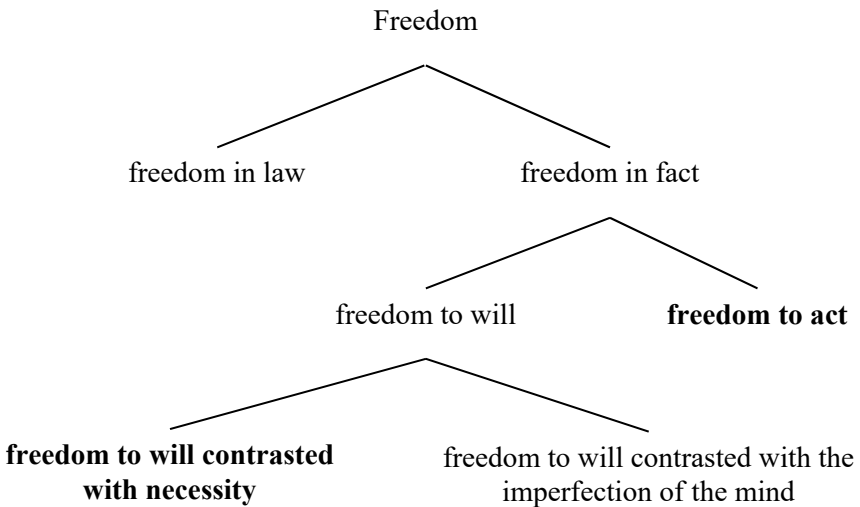 Freedom
freedom in law
freedom in fact
freedom to will
freedom to act
freedom to will contrasted
with necessity
freedom to will contrasted with the
imperfection of the mind